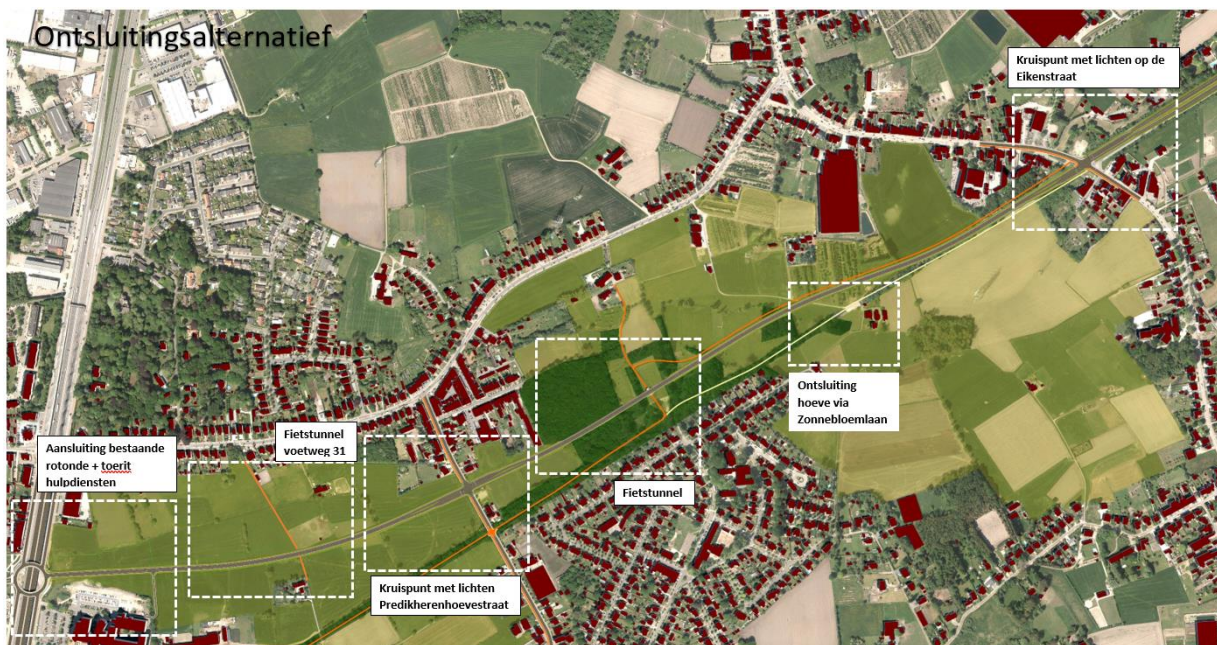 Ontsluitingsalternatief
Kruispunt met lichten op de
Eikenstraat
Ontsluiting
hoeve via
Zonnebloemlaan
Fietstunnel
voetweg 31
Aansluiting bestaande
rotonde + toerit
hulpdiensten
Fietstunnel
Kruispunt met lichten
Predikherenhoevestraat